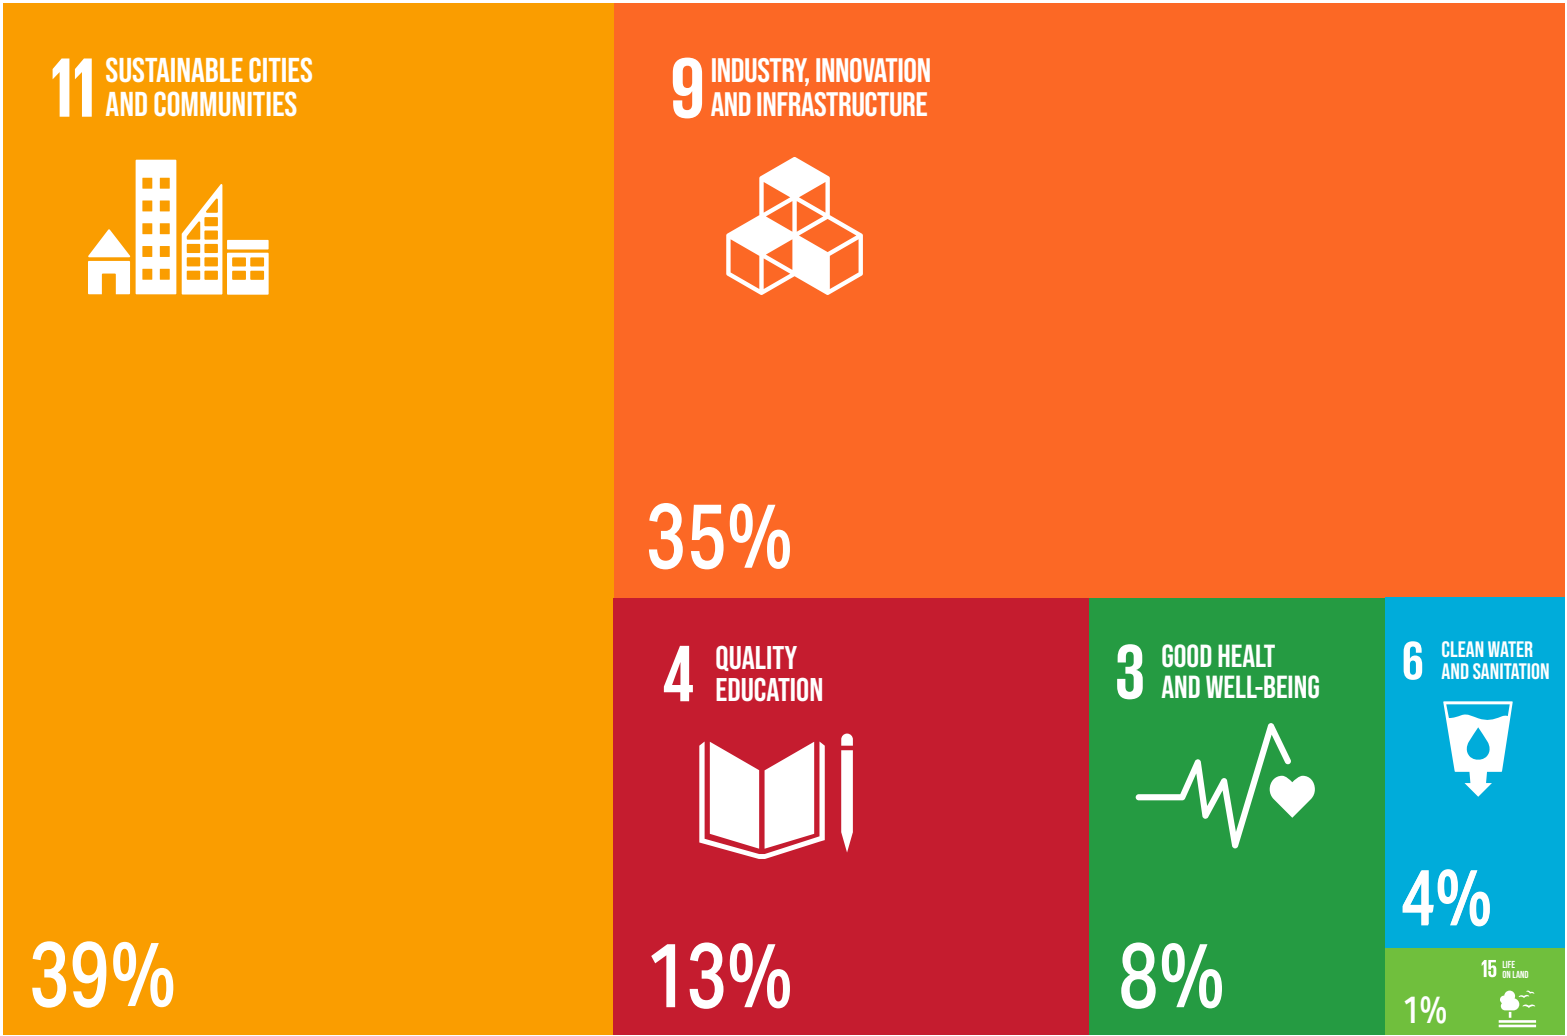 11 SUSTAINABLE CITIES
AND COMMUNITIES
39%
9 INDUSTRY, INNOVATION
AND INFRASTRUCTURE
35%
4 QUALITY
EDUCATION
13%
3 GOOD HEALT
AND WELL-BEING
8%
6 CLEAN WATER
AND SANITATION
4%
15 LIFE
ON LAND
1%